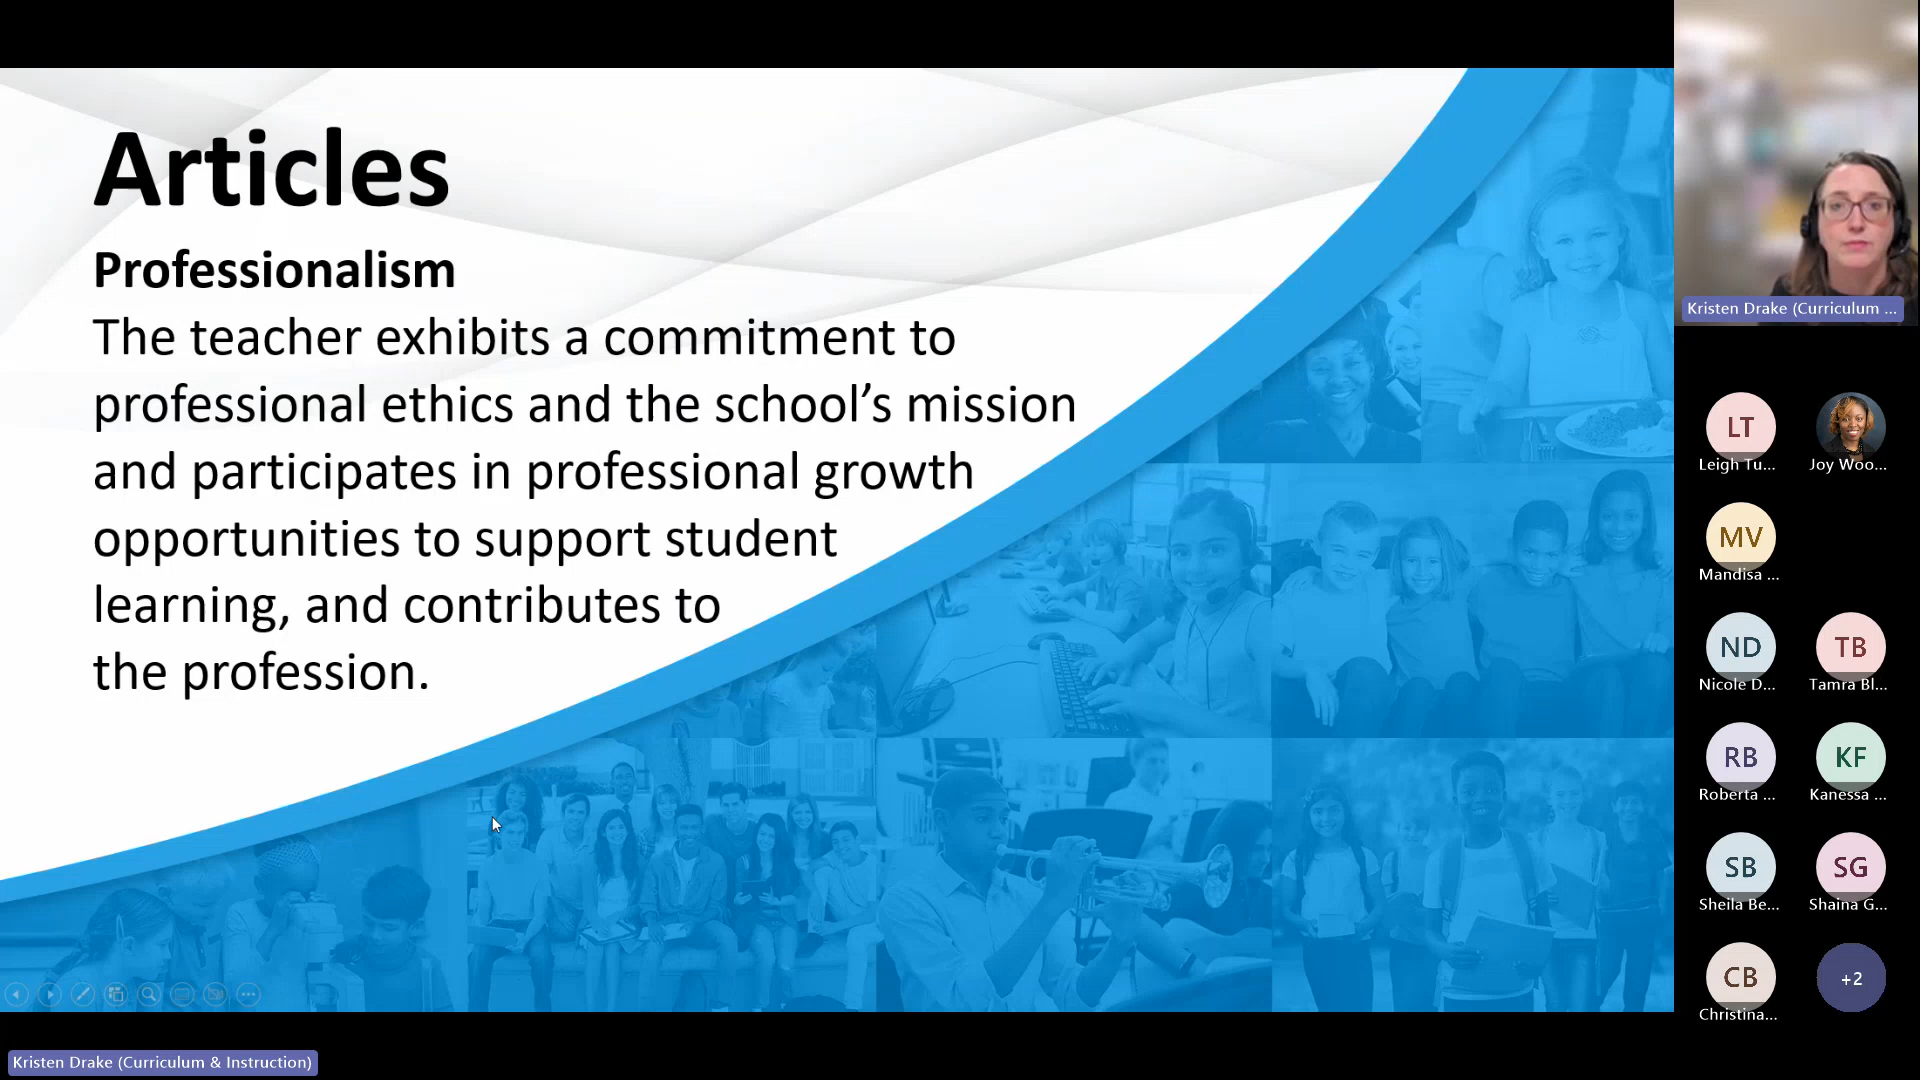 Articles
Professionalism
The teacher exhibits a commitment to
professional ethics and the school’s mission
and participates in professional growth
opportunities to support student
learning, and contributes to
the profession.
Kristen Drake (Curriculum ...
LT
Leigh Tu...
Joy Woo...
MV
Mandisa ...
ND
Nicole D...
TB
Tamra Bl...
RB
Roberta ...
KF
Kanessa ...
SB
Sheila Be...
SG
Shaina G...
CB
Christina...
+2
Kristen Drake (Curriculum & Instruction)